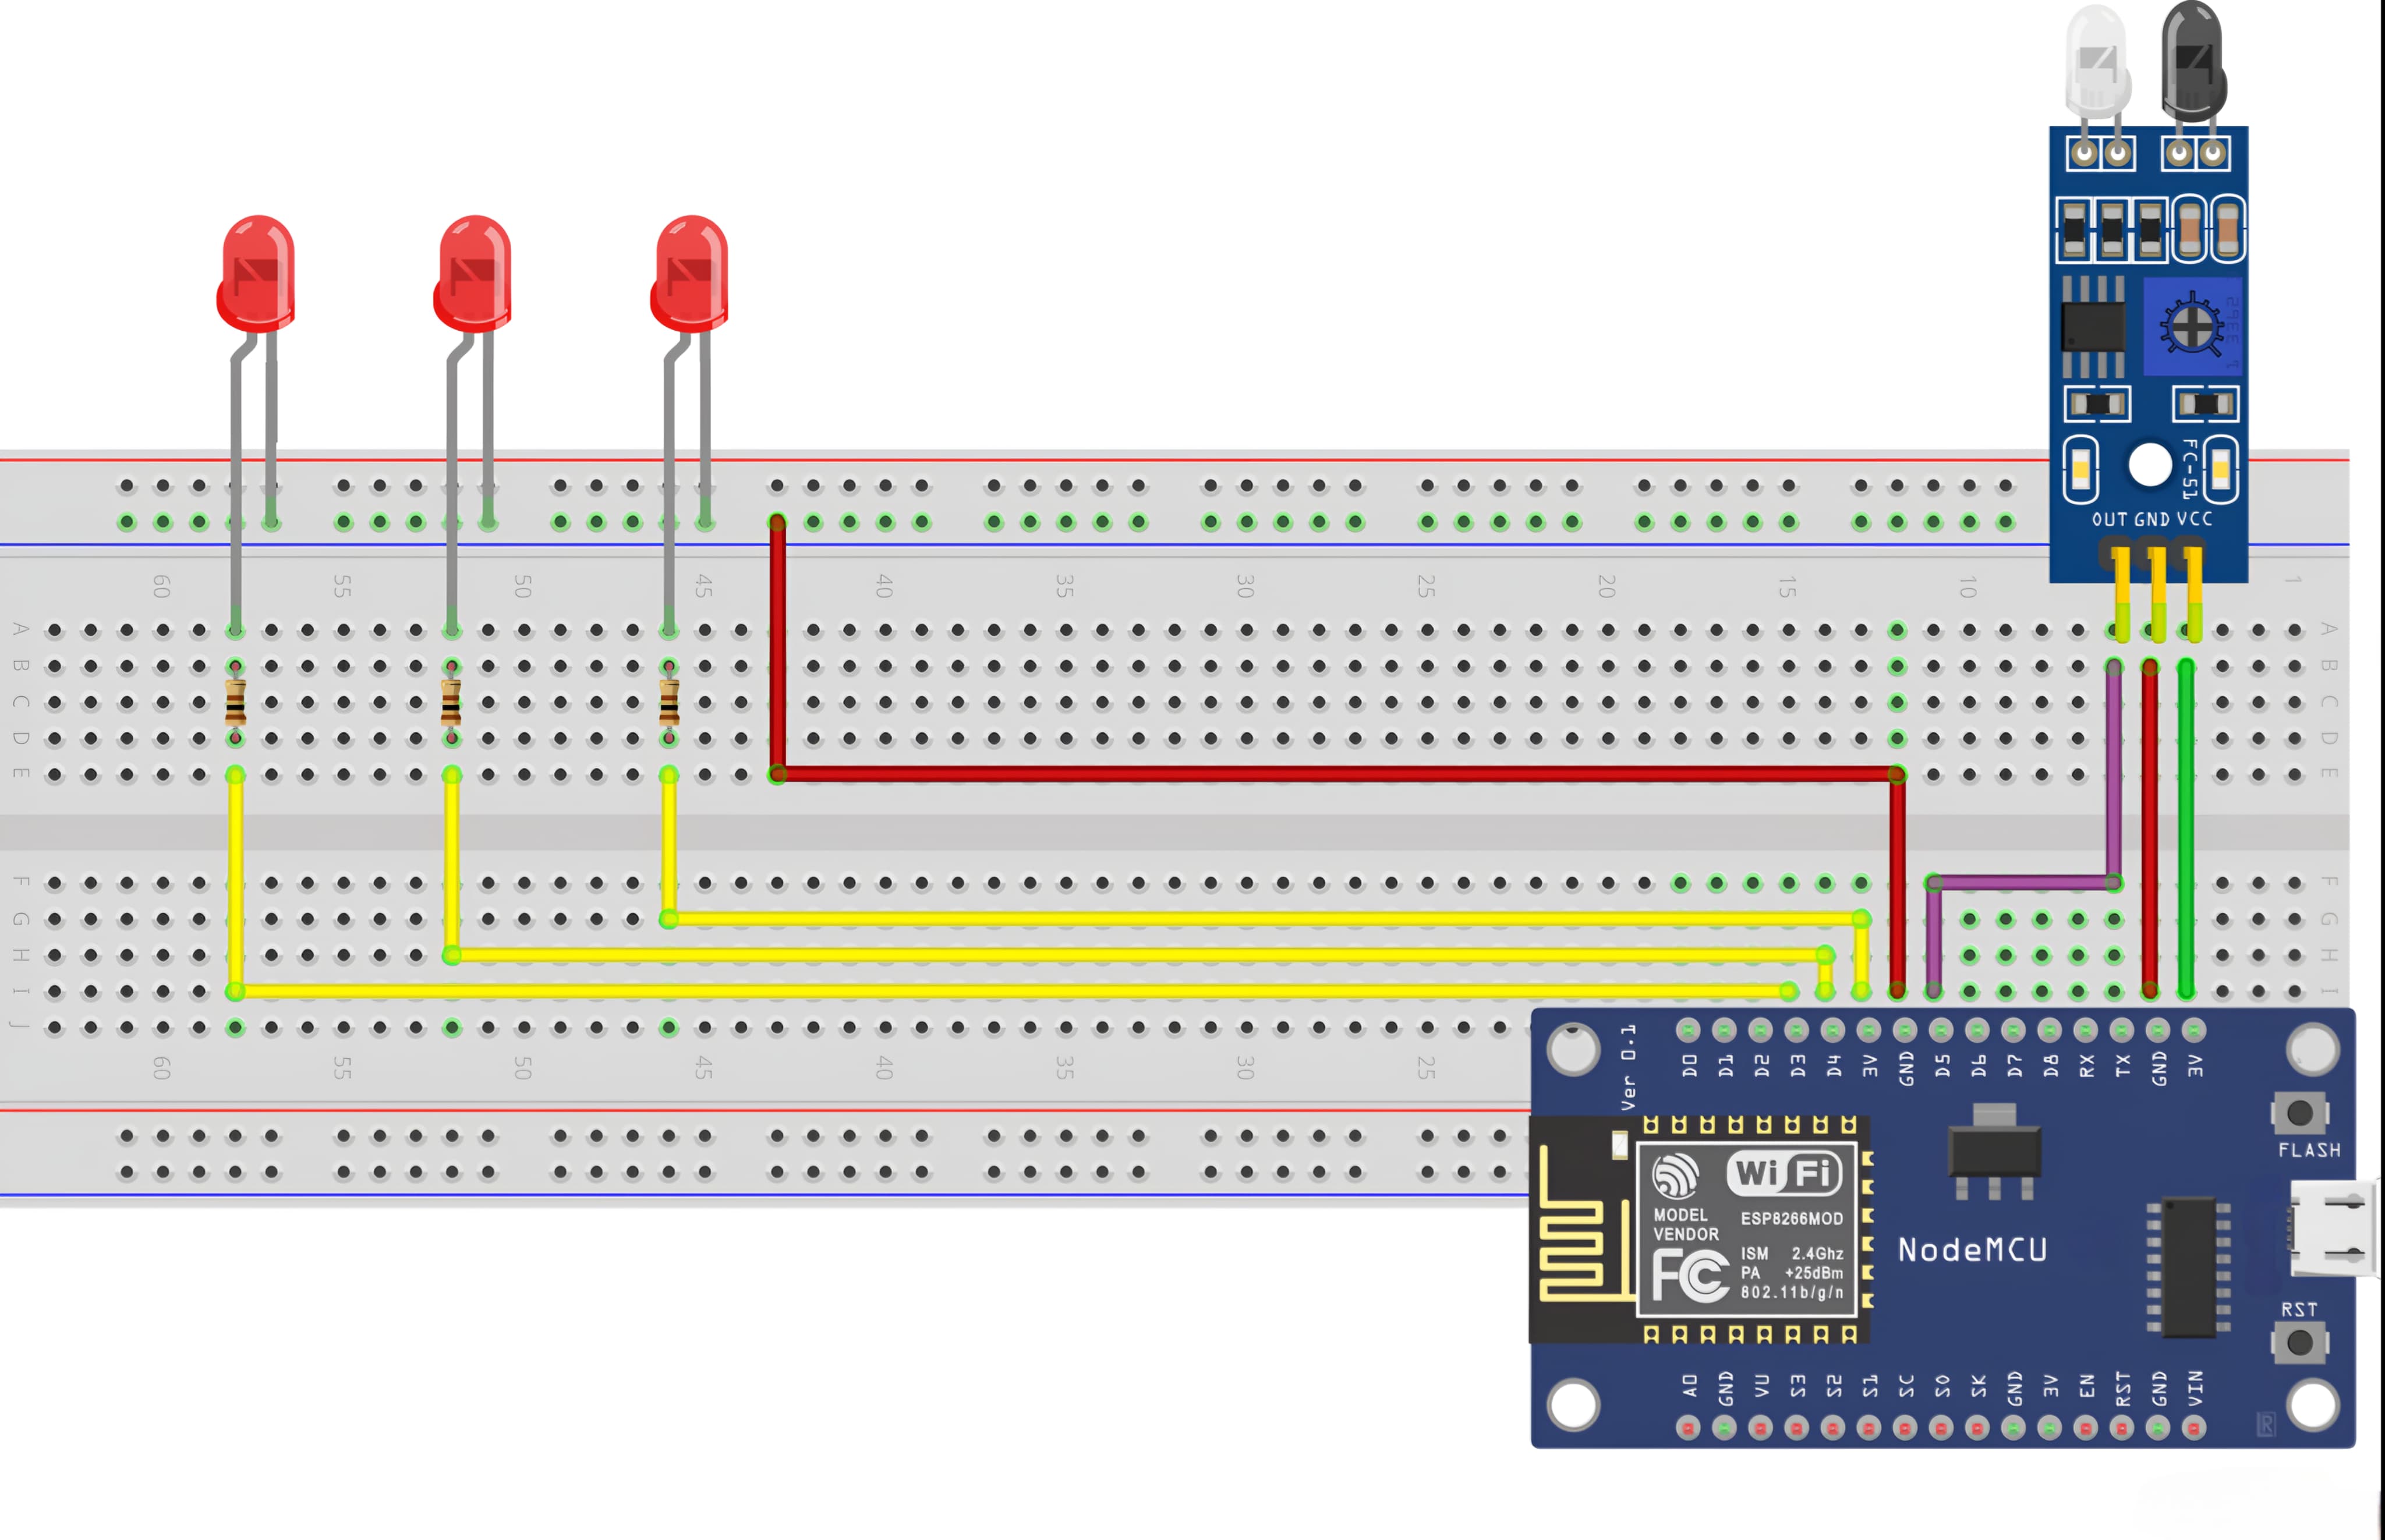 FC-51
OUT GND VCC
60 55 50 45 40 35 30 25 20 15 10 1
A A
B B
C C
D D
E E
F F
G G
H H
I I
J
60 55 50 45 40 35 30 25
Ver 0.1
D0 D1 D2 D3 D4 3V GND D5 D6 D7 D8 RX TX GND 3V
FLASH
WiFi
MODEL ESP8266MOD
VENDOR
FC ISM 2.4Ghz
PA +25dBm
802.11b/g/n
NodeMCU
RST
A0 GND VU S3 S2 S1 SC S0 SK GND 3V EN RST GND VIN